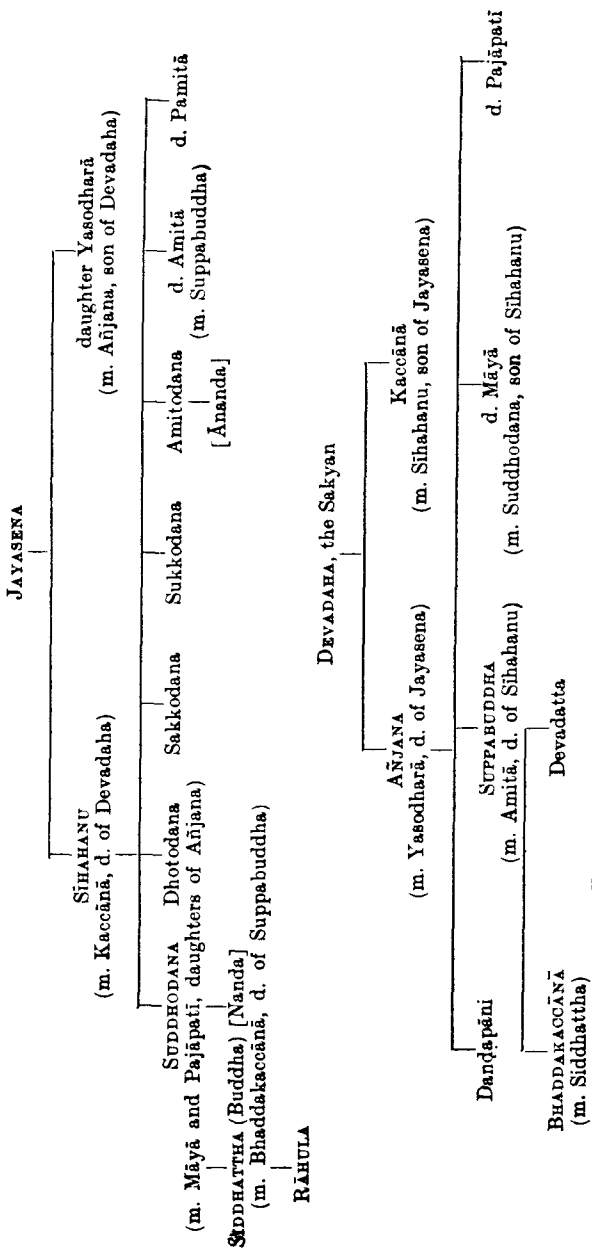 JAYASENA
SĪHAHANU
(m. Kaccānā, d. of Devadaha)
daughter Yasodharā
(m. Añjana, son of Devadaha)
SUDDHODANA
(m. Māyā and Pajāpatī, daughters of Añjana)
Dhotodana
Sakkodana
Sukkodana
Amitodana
d. Amitā
(m. Suppabuddha)
d. Pamitā
SIDDHATTHA (Buddha) [Nanda]
(m. Bhaddakaccānā, d. of Suppabuddha)
[Ānanda]
RĀHULA
DEVADAHA, the Sakyan
AÑJANA
(m. Yasodharā, d. of Jayasena)
Kaccānā
(m. Sīhahanu, son of Jayasena)
Daṇḍapāni
SUPPABUDDHA
(m. Amitā, d. of Sīhahanu)
d. Māyā
(m. Suddhodana, son of Sīhahanu)
d. Pajāpatī
BHADDAKACCĀNĀ
(m. Siddhattha)
Devadatta